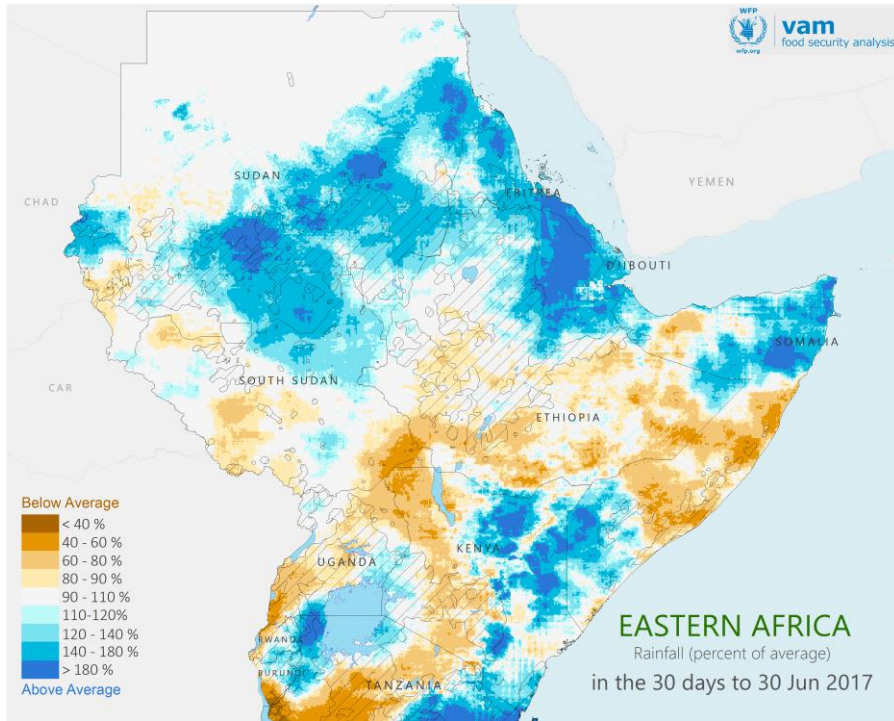 WFP
wfp.org
vam
food security analysis
SUDAN
CHAD
YEMEN
ERITREA
DJIBOUTI
SOMALIA
CAR
SOUTH SUDAN
ETHIOPIA
KENYA
UGANDA
RWANDA
BURUNDI
TANZANIA
Below Average
< 40 %
40 - 60 %
60 - 80 %
80 - 90 %
90 - 110 %
110-120%
120 - 140 %
140 - 180 %
> 180 %
Above Average
EASTERN AFRICA
Rainfall (percent of average)
in the 30 days to 30 Jun 2017